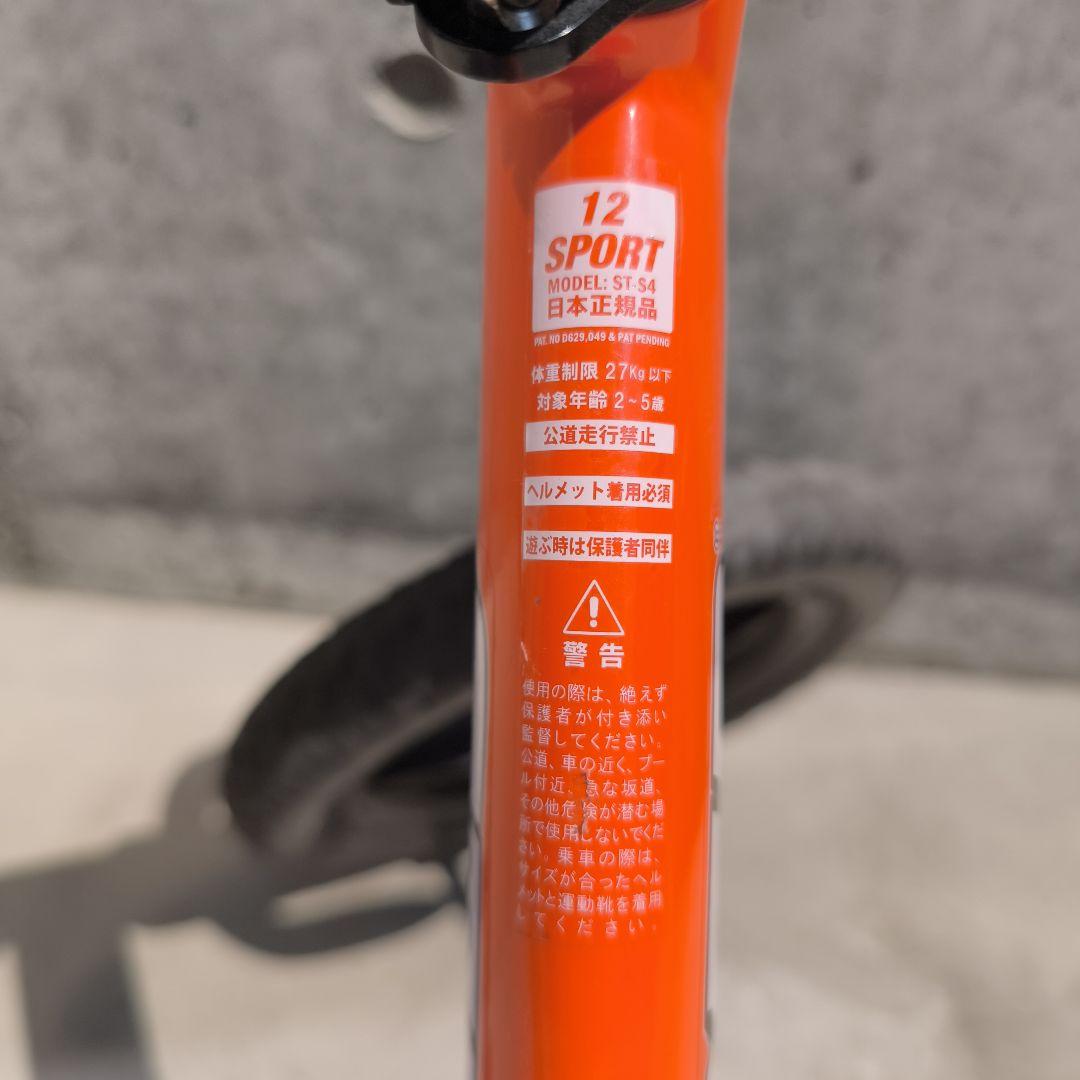 12
SPORT
MODEL: ST-S4
日本正規品
PAT. NO D629,049 & PAT PENDING
体重制限 27Kg 以下
対象年齢 2~5歳
公道走行禁止
ヘルメット着用必須
遊ぶ時は保護者同伴
!
警告
使用の際は、絶えず
保護者が付き添い
監督してください。
公道、車の近く、プー
ル付近、急な坂道、
その他危険が潜む場
所で使用しないでくだ
さい。乗車の際は、
サイズが合ったヘル
メットと運動靴を着用
してください。